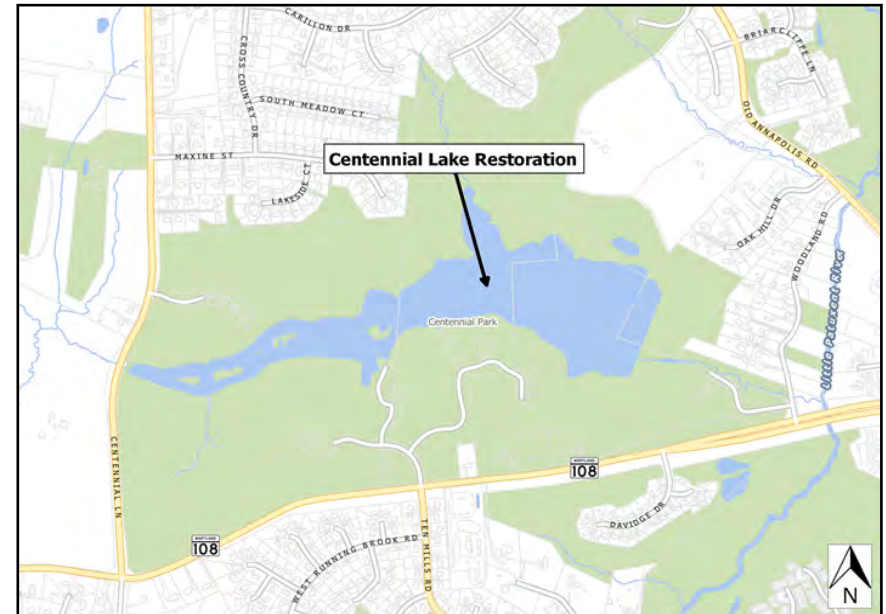 CARILLON DR
CROSS COUNTRY DR
SOUTH MEADOW CT
MAXINE ST
LAKESIDE CT
BRIARCLIFFE LN
OLD ANNAPOLIS RD
Centennial Lake Restoration
OAK HILL DR
WOODLAND RD
Little Patuxent River
Centennial Park
CENTENNIAL LN
MARYLAND
108
MARYLAND
108
DAVIDGE DR
TEN MILLS RD
WEST RUNNING BROOK RD
N